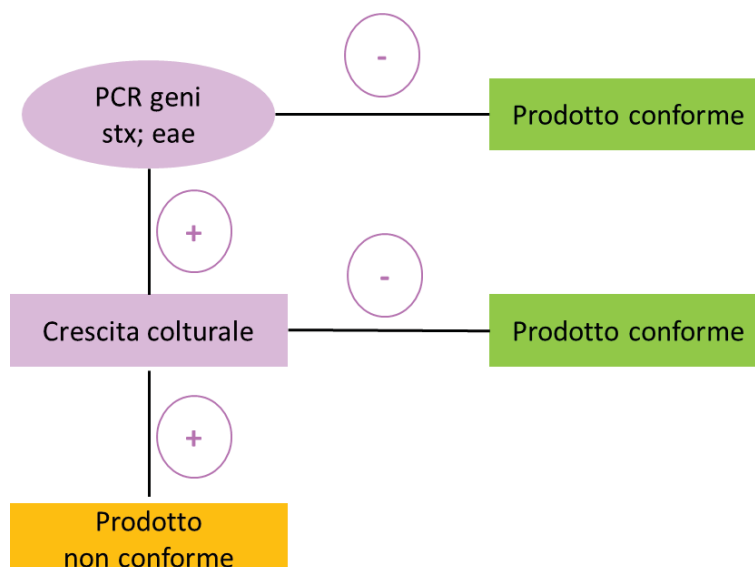 -
PCR geni
stx; eae
Prodotto conforme
+
-
Crescita colturale
Prodotto conforme
+
Prodotto
non conforme